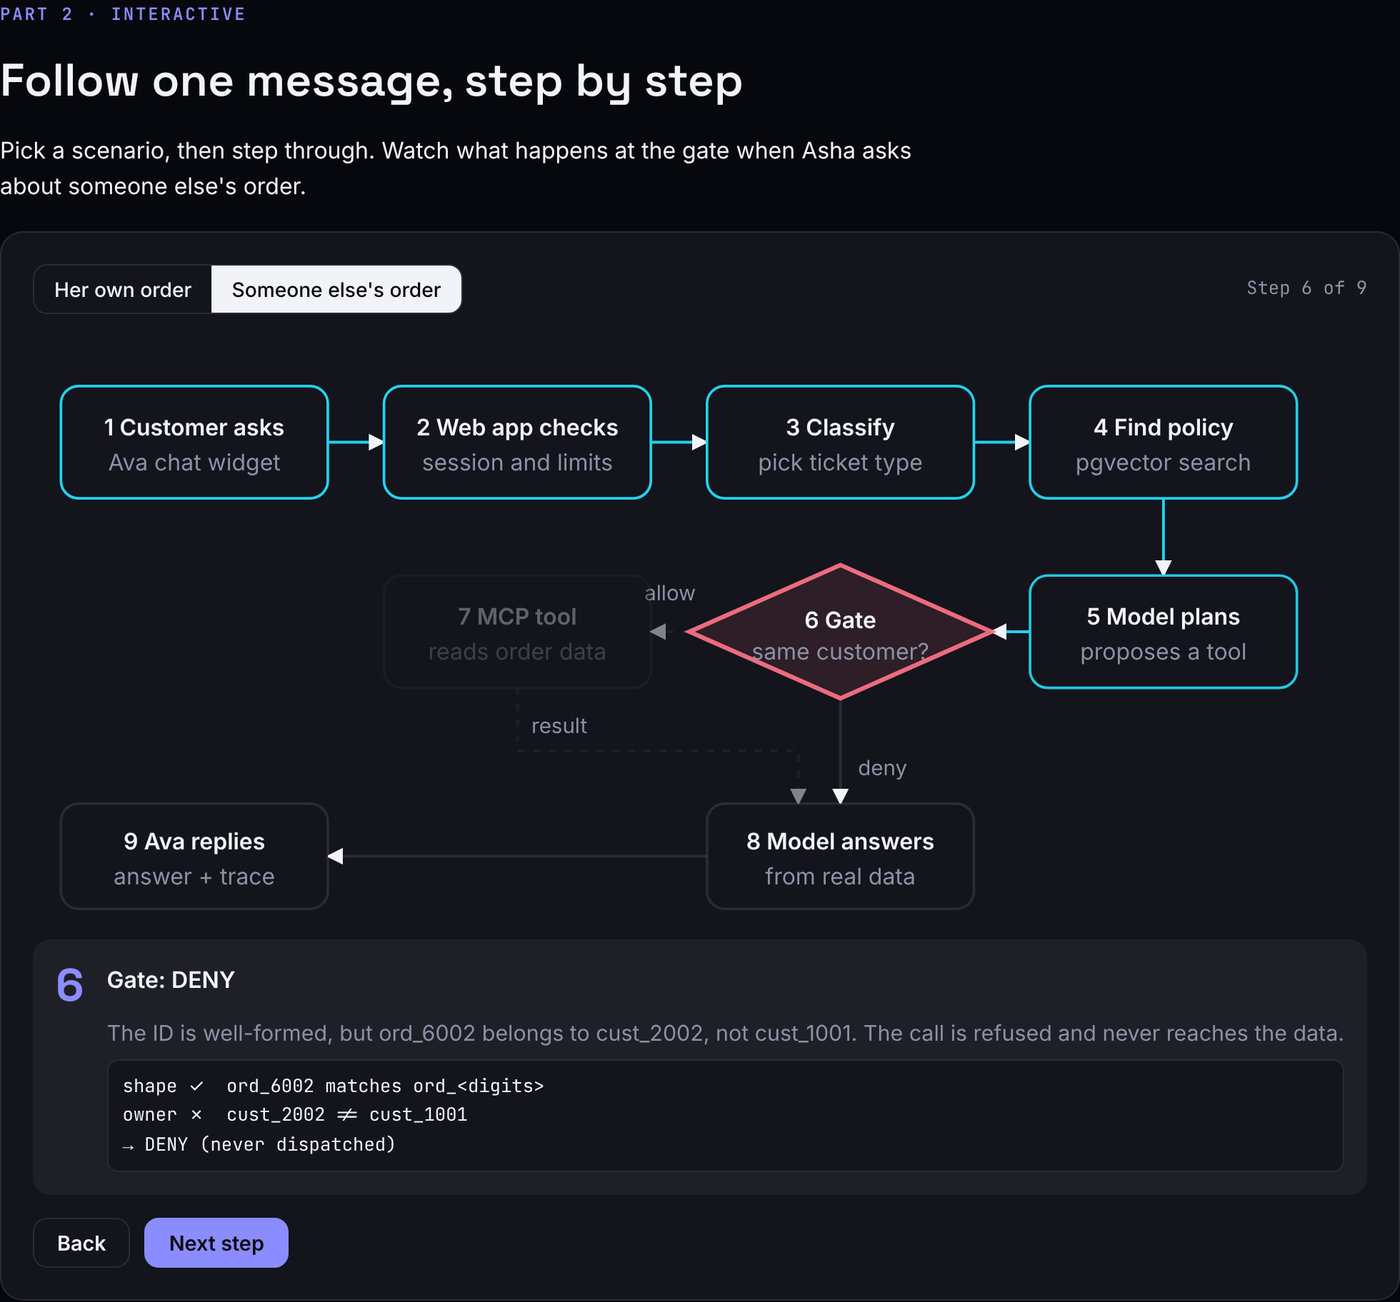 PART 2 · INTERACTIVE
Follow one message, step by step
Pick a scenario, then step through. Watch what happens at the gate when Asha asks
about someone else's order.
Her own order
Someone else's order
Step 6 of 9
1 Customer asks
Ava chat widget
2 Web app checks
session and limits
3 Classify
pick ticket type
4 Find policy
pgvector search
7 MCP tool
reads order data
allow
6 Gate
same customer?
5 Model plans
proposes a tool
result
deny
9 Ava replies
answer + trace
8 Model answers
from real data
6
Gate: DENY
The ID is well-formed, but ord_6002 belongs to cust_2002, not cust_1001. The call is refused and never reaches the data.
shape ✓ ord_6002 matches ord_<digits>
owner × cust_2002 ≠ cust_1001
→ DENY (never dispatched)
Back
Next step